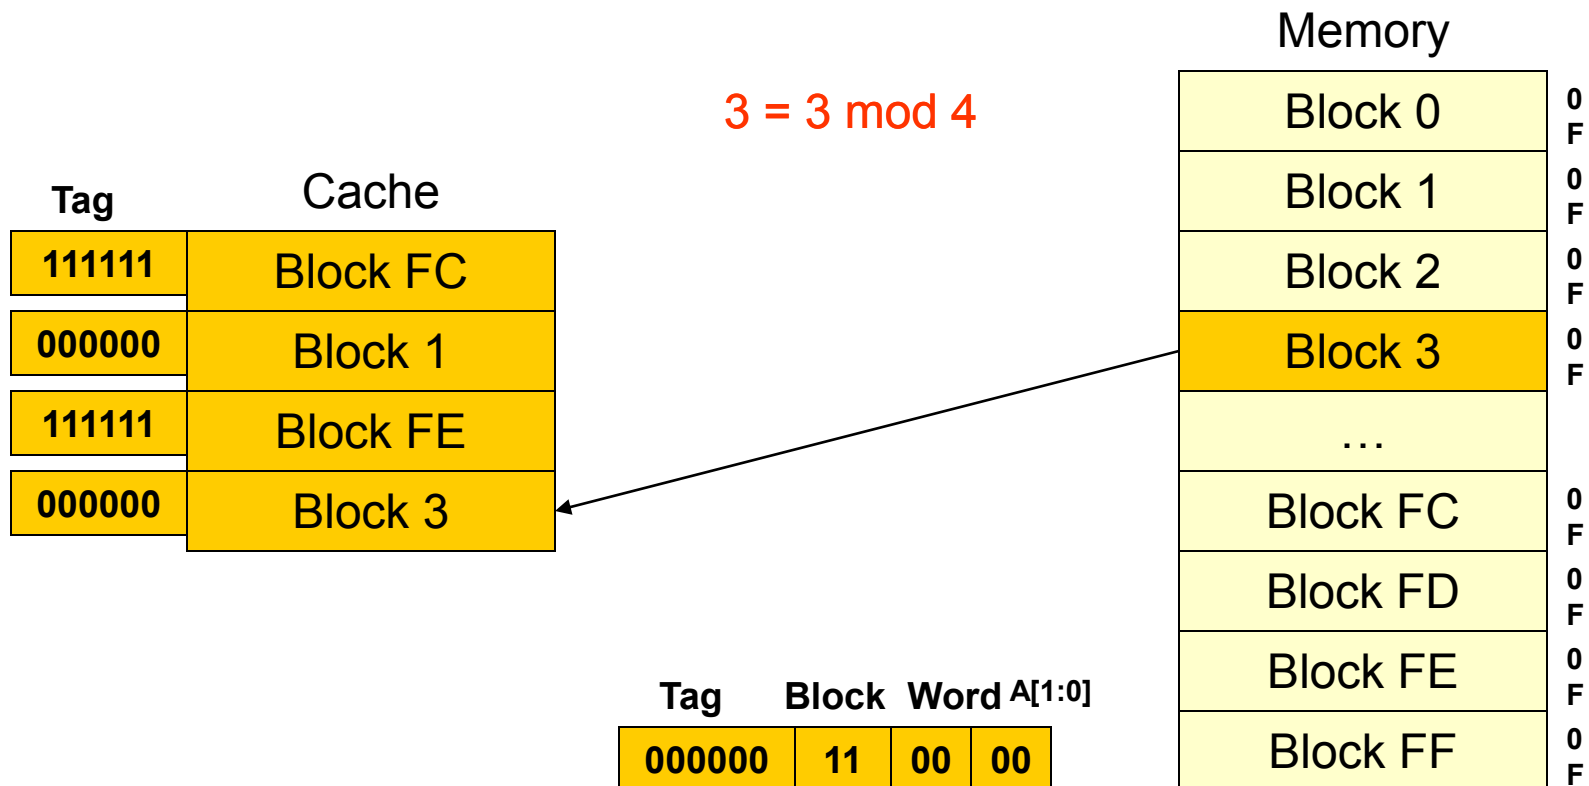 Memory
3 = 3 mod 4
Block 0
0
F
Block 1
0
F
Tag Cache
111111 Block FC
Block 2
0
F
000000 Block 1
Block 3
0
F
111111 Block FE
…
000000 Block 3
Block FC
0
F
Block FD
0
F
Block FE
0
F
Tag Block Word A[1:0]
000000 11 00 00
Block FF
0
F